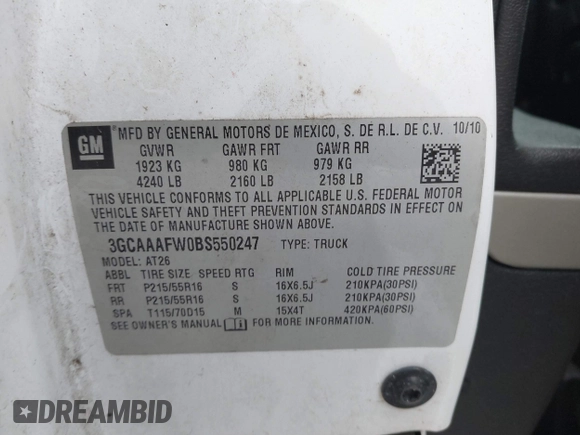 GM
MFD BY GENERAL MOTORS DE MEXICO, S. DE R.L. DE C.V. 10/10
GVWR GAWR FRT GAWR RR
1923 KG 980 KG 979 KG
4240 LB 2160 LB 2158 LB
THIS VEHICLE CONFORMS TO ALL APPLICABLE U.S. FEDERAL MOTOR
VEHICLE SAFETY AND THEFT PREVENTION STANDARDS IN EFFECT ON
THE DATE OF MANUFACTURE SHOWN ABOVE.
3GCAAAFW0BS550247 TYPE: TRUCK
MODEL: AT26
ABBL TIRE SIZE SPEED RTG RIM COLD TIRE PRESSURE
FRT P215/55R16 S 16X6.5J 210KPA(30PSI)
RR P215/55R16 S 16X6.5J 210KPA(30PSI)
SPA T115/70D15 M 15X4T 420KPA(60PSI)
SEE OWNER'S MANUAL FOR MORE INFORMATION.
DREAMBID